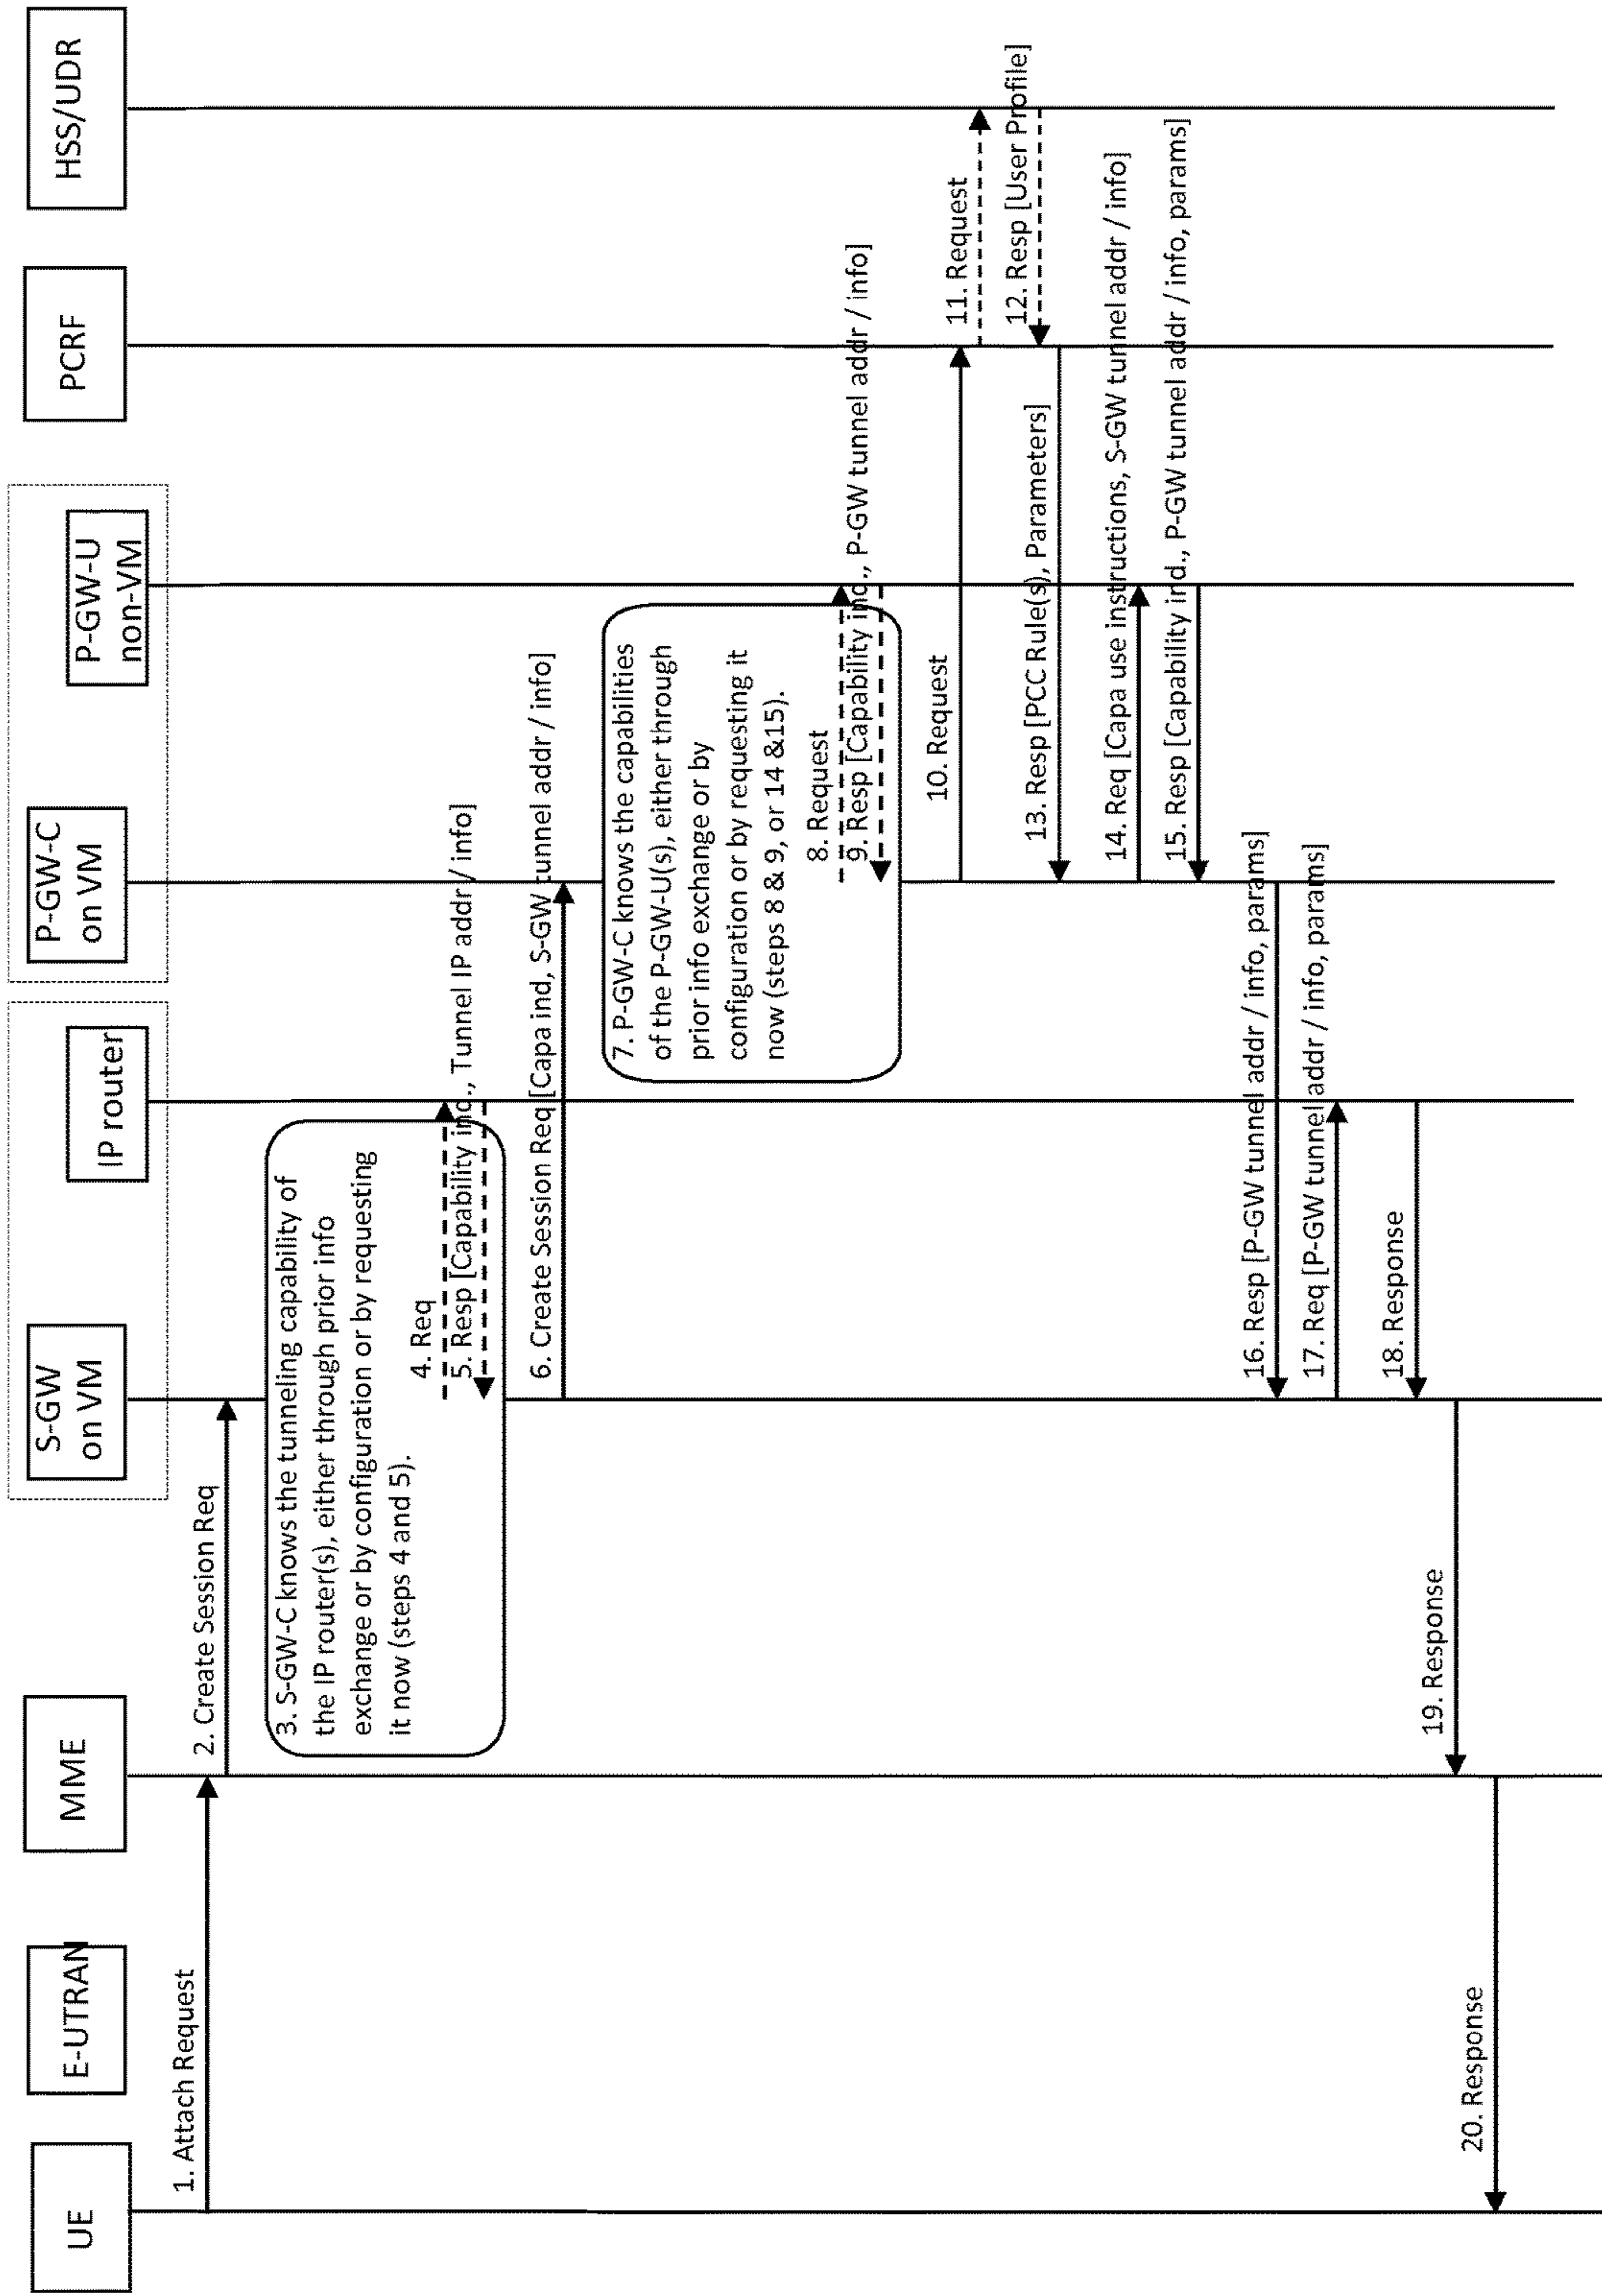 UE
E-UTRAN
MME
S-GW
on VM
IP router
P-GW-C
on VM
P-GW-U
non-VM
PCRF
HSS/UDR
1. Attach Request
2. Create Session Req
3. S-GW-C knows the tunneling capability of
the IP router(s), either through prior info
exchange or by configuration or by requesting
it now (steps 4 and 5).
4. Req
5. Resp [Capability ind., Tunnel IP addr / info]
6. Create Session Req [Capa ind, S-GW tunnel addr / info]
7. P-GW-C knows the capabilities
of the P-GW-U(s), either through
prior info exchange or by
configuration or by requesting it
now (steps 8 & 9, or 14 &15).
8. Request
9. Resp [Capability ind., P-GW tunnel addr / info]
10. Request
11. Request
12. Resp [User Profile]
13. Resp [PCC Rule(s), Parameters]
14. Req [Capa use instructions, S-GW tunnel addr / info]
15. Resp [Capability ind., P-GW tunnel addr / info, params]
16. Resp [P-GW tunnel addr / info, params]
17. Req [P-GW tunnel addr / info, params]
18. Response
19. Response
20. Response